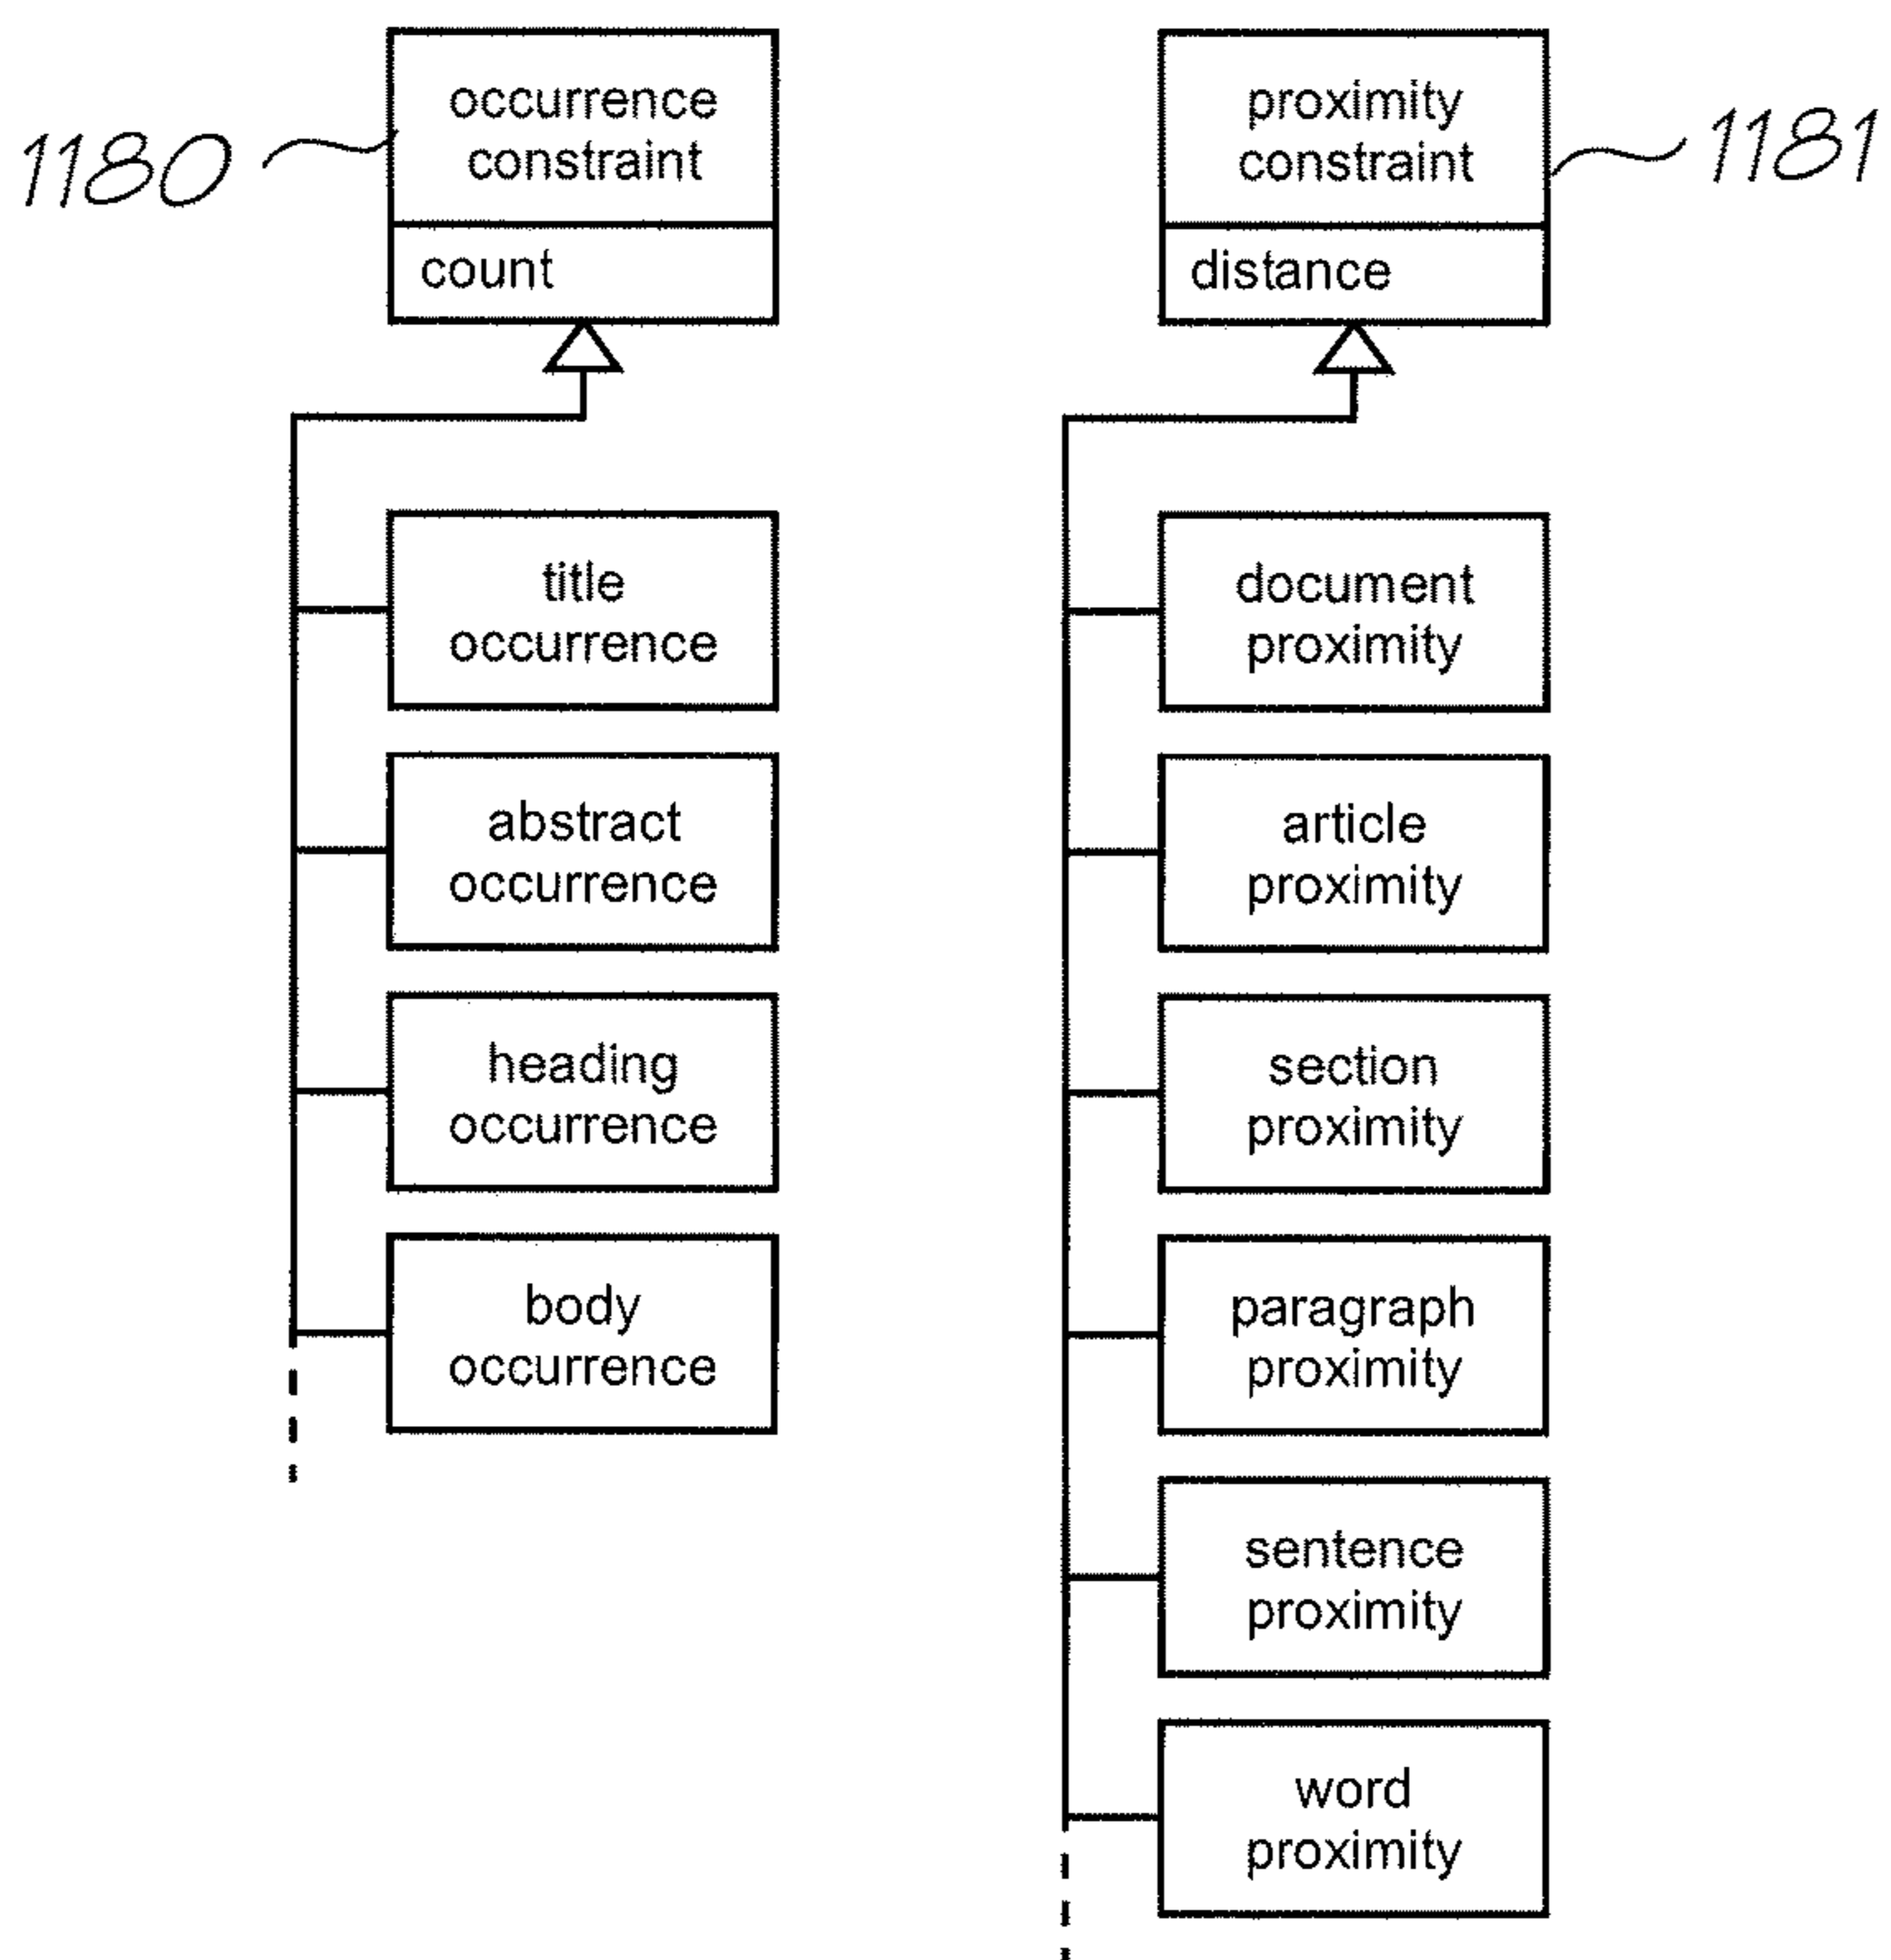 1180
occurrence
constraint
count
title
occurrence
abstract
occurrence
heading
occurrence
body
occurrence
proximity
constraint
1181
distance
document
proximity
article
proximity
section
proximity
paragraph
proximity
sentence
proximity
word
proximity